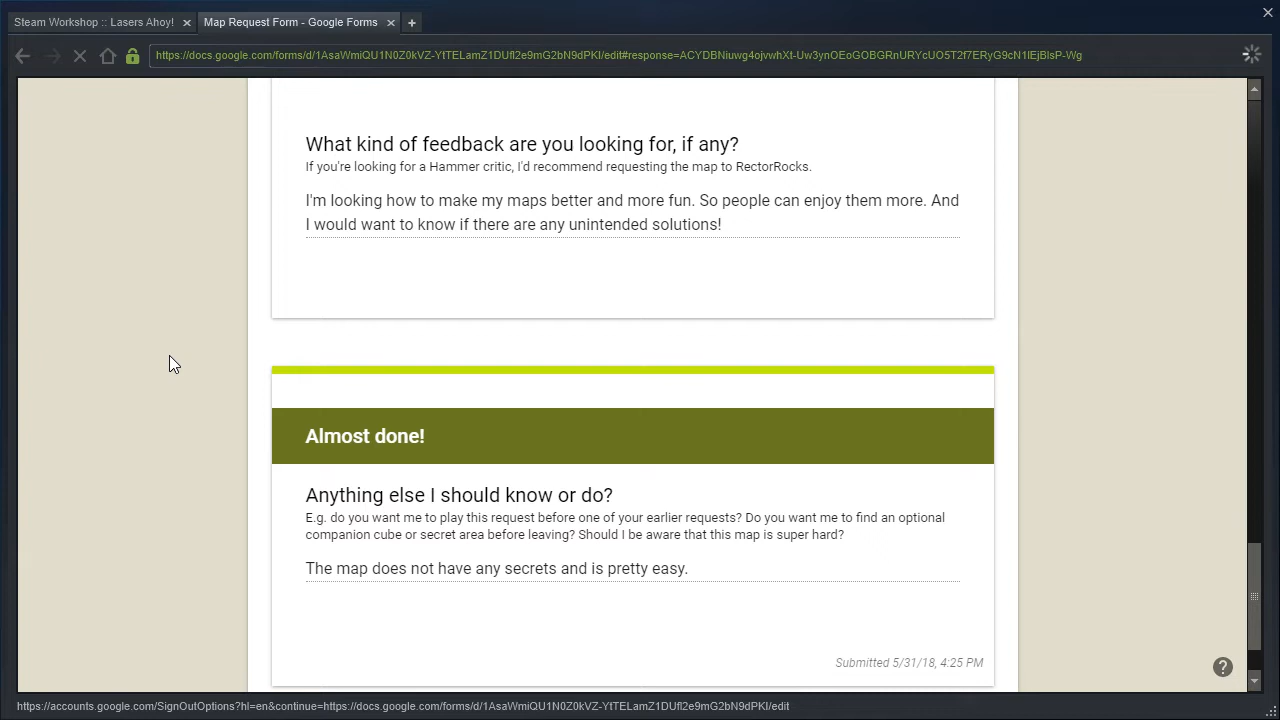 Steam Workshop :: Lasers Ahoy!
Map Request Form - Google Forms
https://docs.google.com/forms/d/1AsaWmiQU1N0Z0kVZ-YtTELamZ1DUfl2e9mG2bN9dPKI/edit#response=ACYDBNiuwg4ojvwhXt-Uw3ynOEoGOBGRnURYcUO5T2f7ERyG9cN1lEjBlsP-Wg
What kind of feedback are you looking for, if any?
If you're looking for a Hammer critic, I'd recommend requesting the map to RectorRocks.
I'm looking how to make my maps better and more fun. So people can enjoy them more. And
I would want to know if there are any unintended solutions!
Almost done!
Anything else I should know or do?
E.g. do you want me to play this request before one of your earlier requests? Do you want me to find an optional
companion cube or secret area before leaving? Should I be aware that this map is super hard?
The map does not have any secrets and is pretty easy.
Submitted 5/31/18, 4:25 PM
?
https://accounts.google.com/SignOutOptions?hl=en&continue=https://docs.google.com/forms/d/1AsaWmiQU1N0Z0kVZ-YtTELamZ1DUfl2e9mG2bN9dPKI/edit